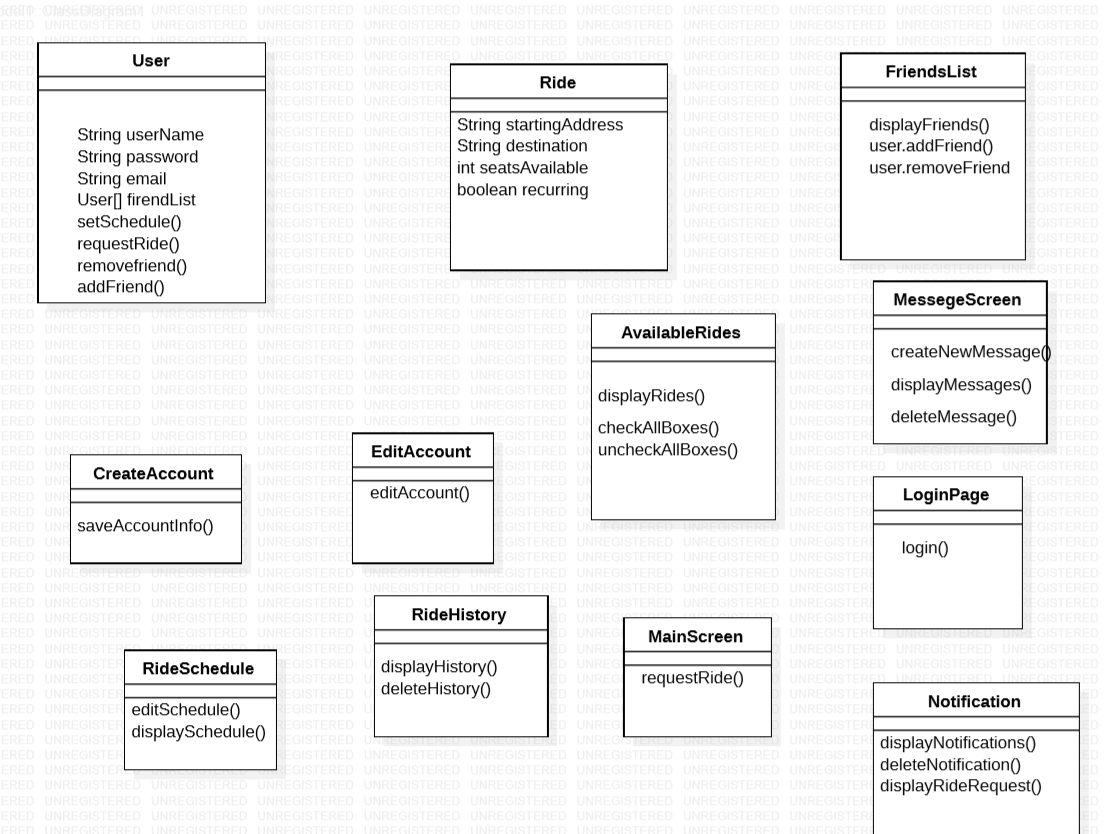 User
String userName
String password
String email
User[] firendList
setSchedule()
requestRide()
removefriend()
addFriend()
Ride
String startingAddress
String destination
int seatsAvailable
boolean recurring
FriendsList
displayFriends()
user.addFriend()
user.removeFriend
MessegeScreen
createNewMessage()
displayMessages()
deleteMessage()
AvailableRides
displayRides()
checkAllBoxes()
uncheckAllBoxes()
EditAccount
editAccount()
CreateAccount
saveAccountInfo()
LoginPage
login()
RideHistory
displayHistory()
deleteHistory()
MainScreen
requestRide()
RideSchedule
editSchedule()
displaySchedule()
Notification
displayNotifications()
deleteNotification()
displayRideRequest()
UNREGISTERED